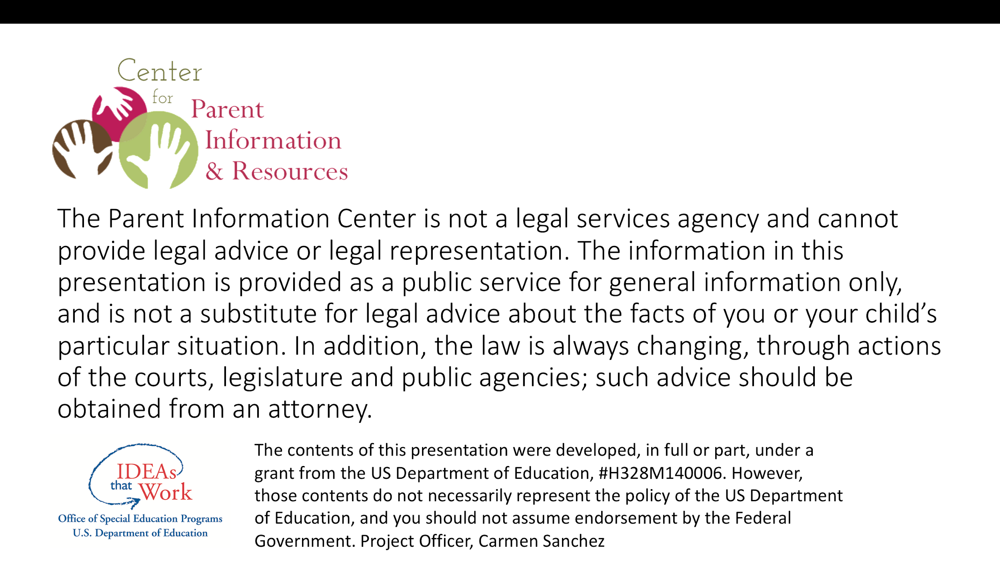 Center
for
Parent
Information
& Resources
The Parent Information Center is not a legal services agency and cannot
provide legal advice or legal representation. The information in this
presentation is provided as a public service for general information only,
and is not a substitute for legal advice about the facts of you or your child’s
particular situation. In addition, the law is always changing, through actions
of the courts, legislature and public agencies; such advice should be
obtained from an attorney.
IDEAs
that Work
Office of Special Education Programs
U.S. Department of Education
The contents of this presentation were developed, in full or part, under a
grant from the US Department of Education, #H328M140006. However,
those contents do not necessarily represent the policy of the US Department
of Education, and you should not assume endorsement by the Federal
Government. Project Officer, Carmen Sanchez